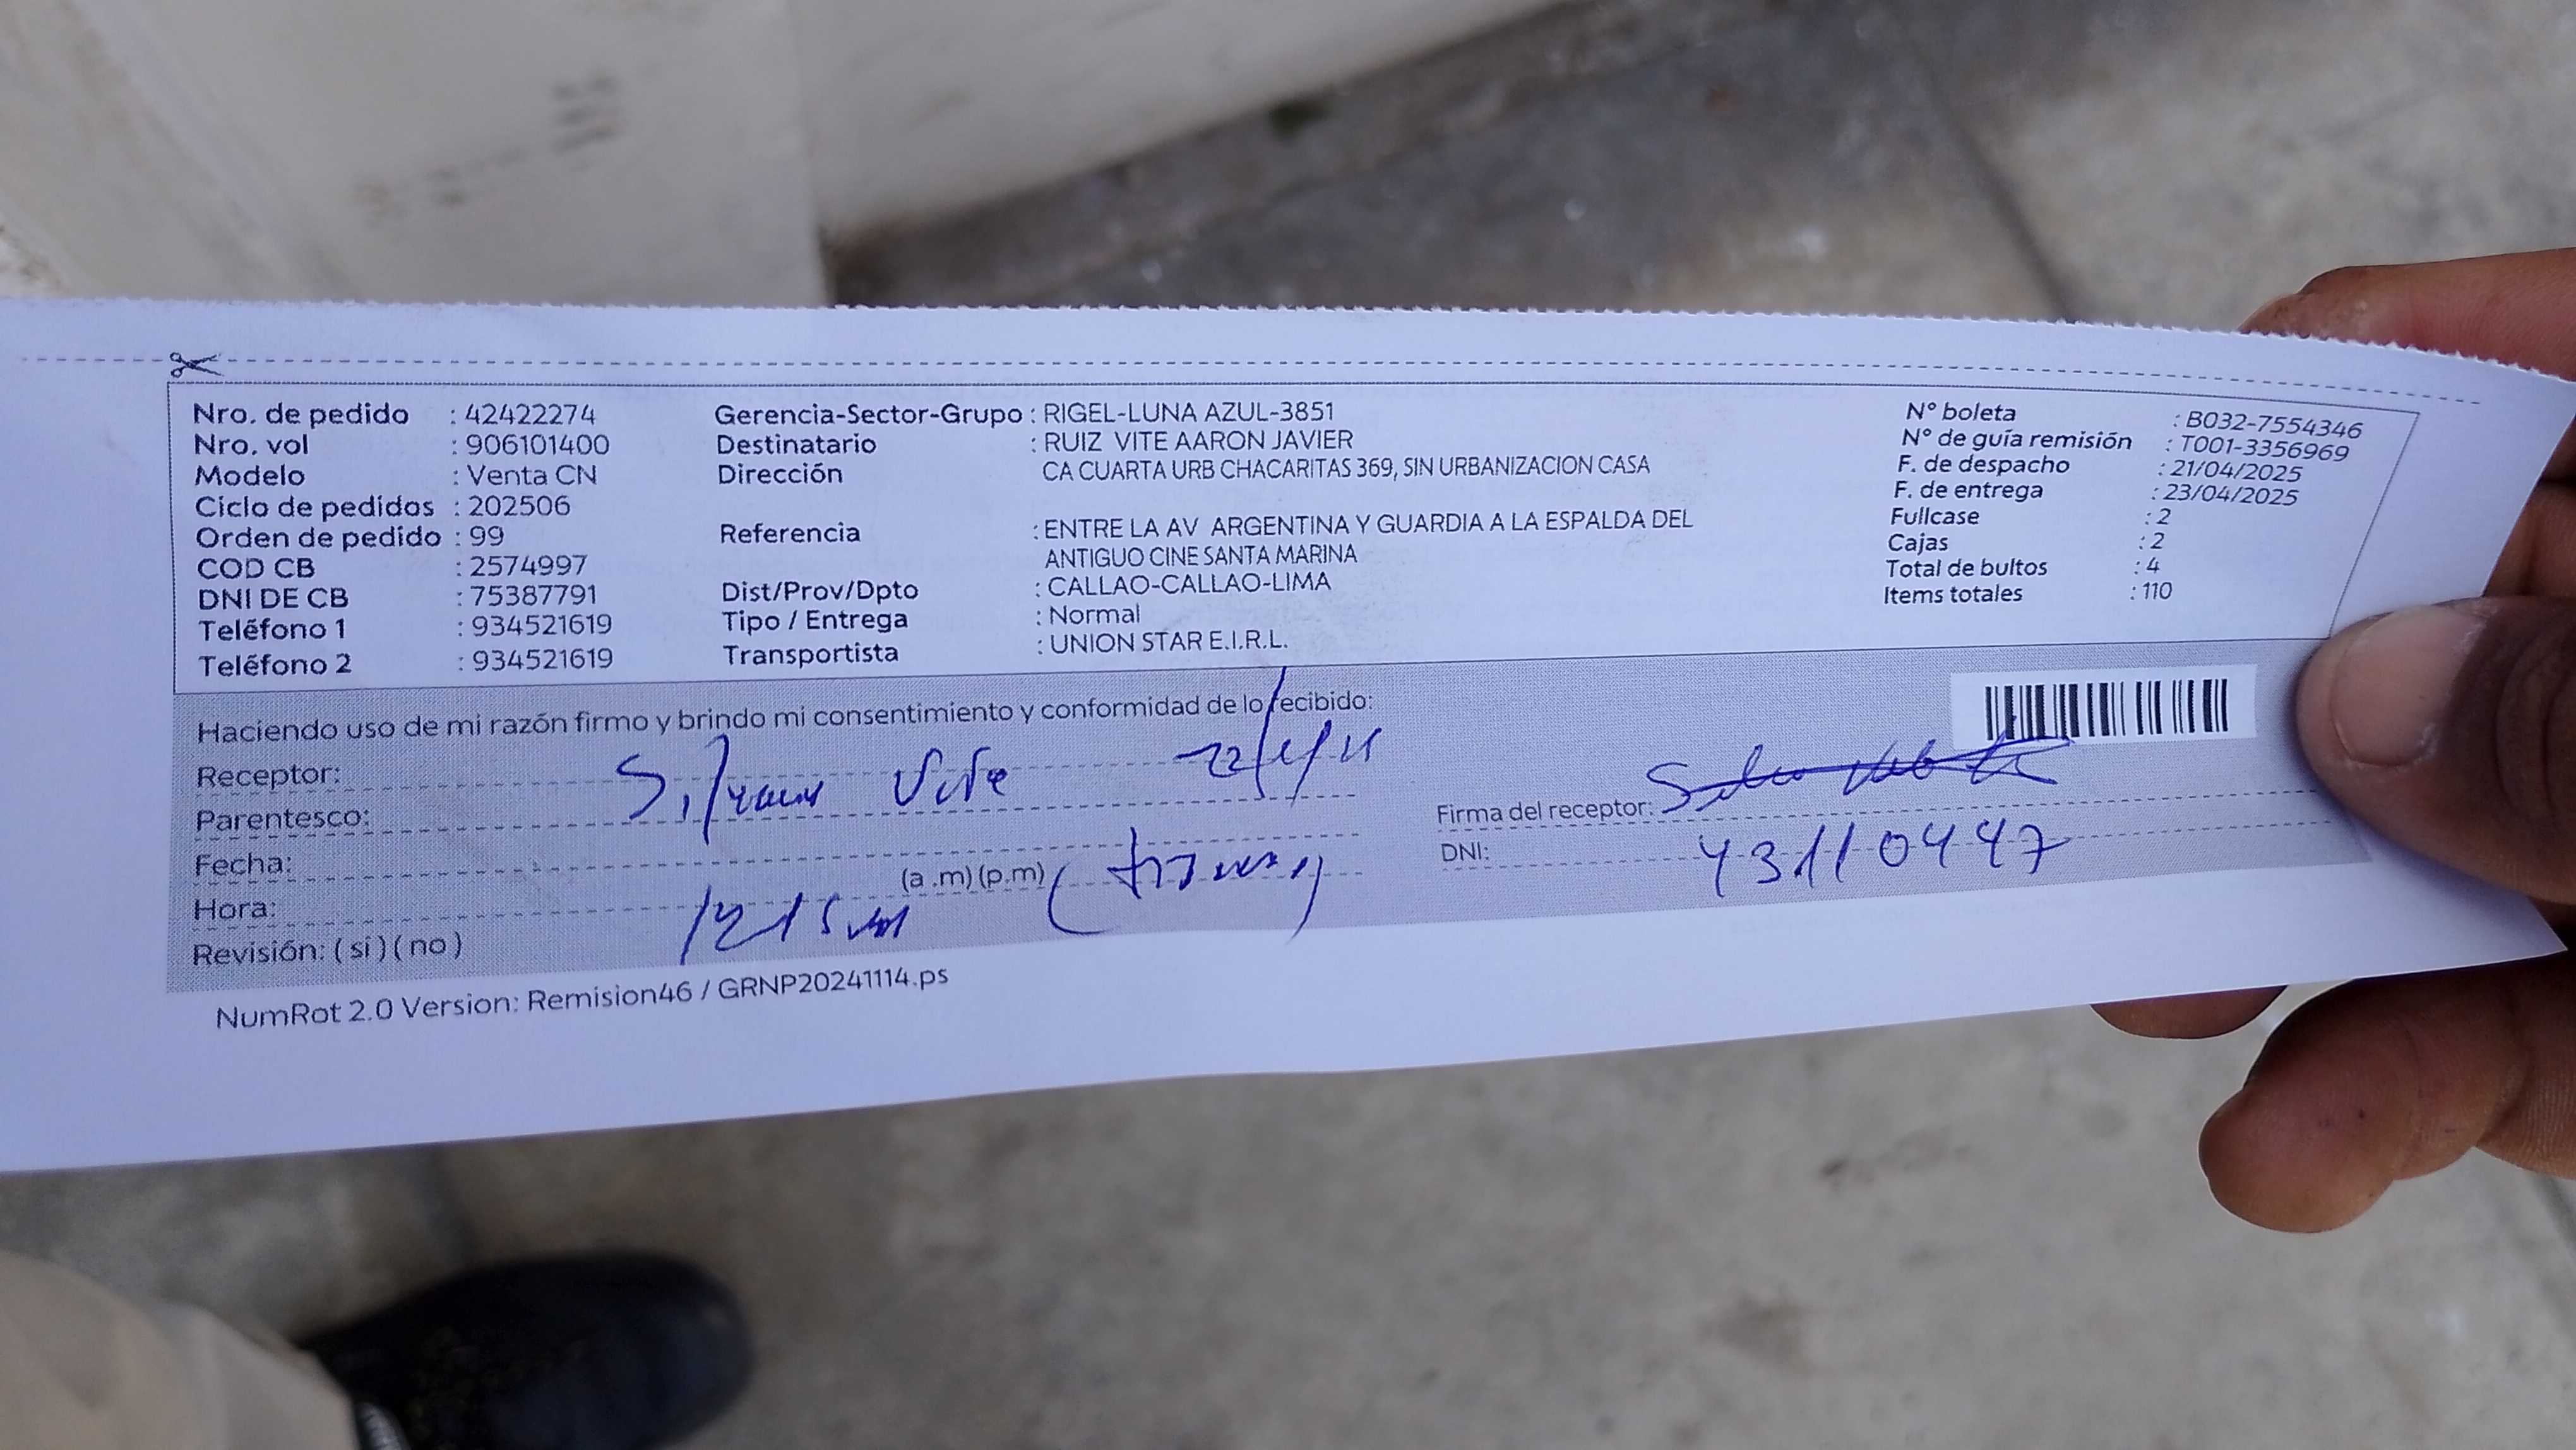 Nro. de pedido : 42422274
Nro. vol : 906101400
Modelo : Venta CN
Ciclo de pedidos : 202506
Orden de pedido : 99
COD CB : 2574997
DNI DE CB : 75387791
Teléfono 1 : 934521619
Teléfono 2 : 934521619
Gerencia-Sector-Grupo : RIGEL-LUNA AZUL-3851
Destinatario : RUIZ VITE AARON JAVIER
Dirección CA CUARTA URB CHACARITAS 369, SIN URBANIZACION CASA
Referencia : ENTRE LA AV ARGENTINA Y GUARDIA A LA ESPALDA DEL
ANTIGUO CINE SANTA MARINA
Dist/Prov/Dpto : CALLAO-CALLAO-LIMA
Tipo / Entrega : Normal
Transportista : UNION STAR E.I.R.L.
N° boleta : B032-7554346
N° de guía remisión : T001-3356969
F. de despacho : 21/04/2025
F. de entrega : 23/04/2025
Fullcase : 2
Cajas : 2
Total de bultos : 4
Items totales : 110
Haciendo uso de mi razón firmo y brindo mi consentimiento y conformidad de lo recibido:
Receptor: Vite
Parentesco:
Fecha:
(a .m) (p.m)
Hora:
Revisión: ( si ) ( no )
Firma del receptor:
DNI: 43110447
NumRot 2.0 Version: Remision46 / GRNP20241114.ps